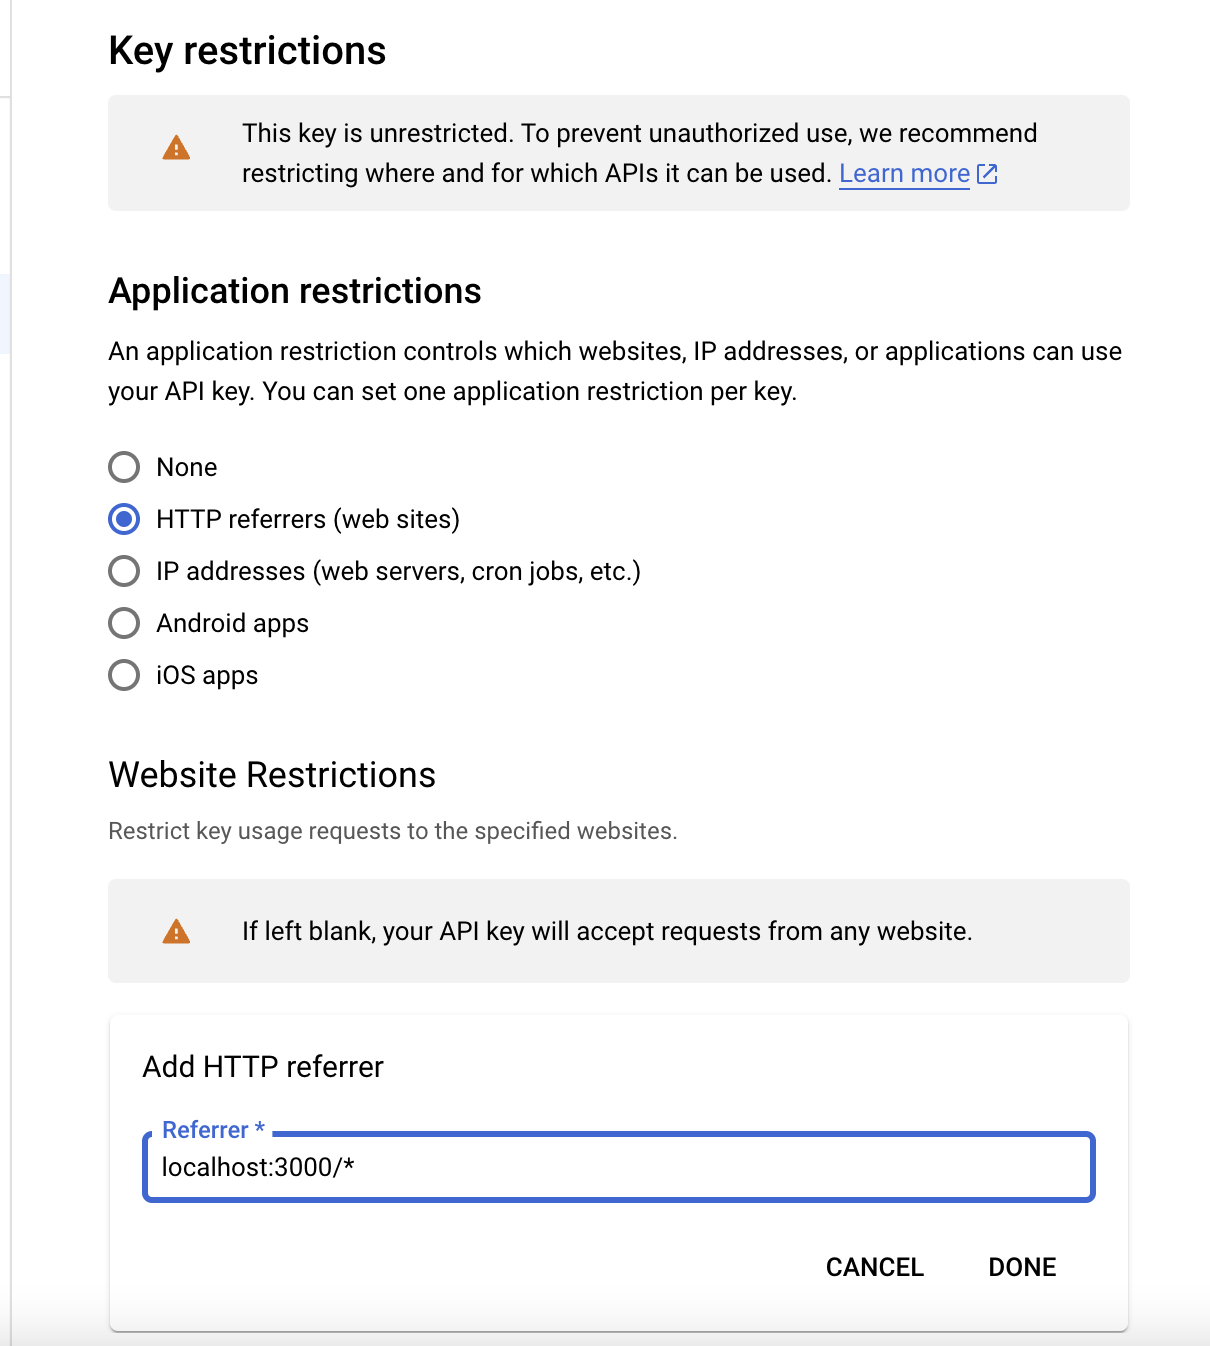 Key restrictions
This key is unrestricted. To prevent unauthorized use, we recommend
restricting where and for which APIs it can be used. Learn more
Application restrictions
An application restriction controls which websites, IP addresses, or applications can use
your API key. You can set one application restriction per key.
None
HTTP referrers (web sites)
IP addresses (web servers, cron jobs, etc.)
Android apps
iOS apps
Website Restrictions
Restrict key usage requests to the specified websites.
If left blank, your API key will accept requests from any website.
Add HTTP referrer
Referrer *
localhost:3000/*
CANCEL DONE